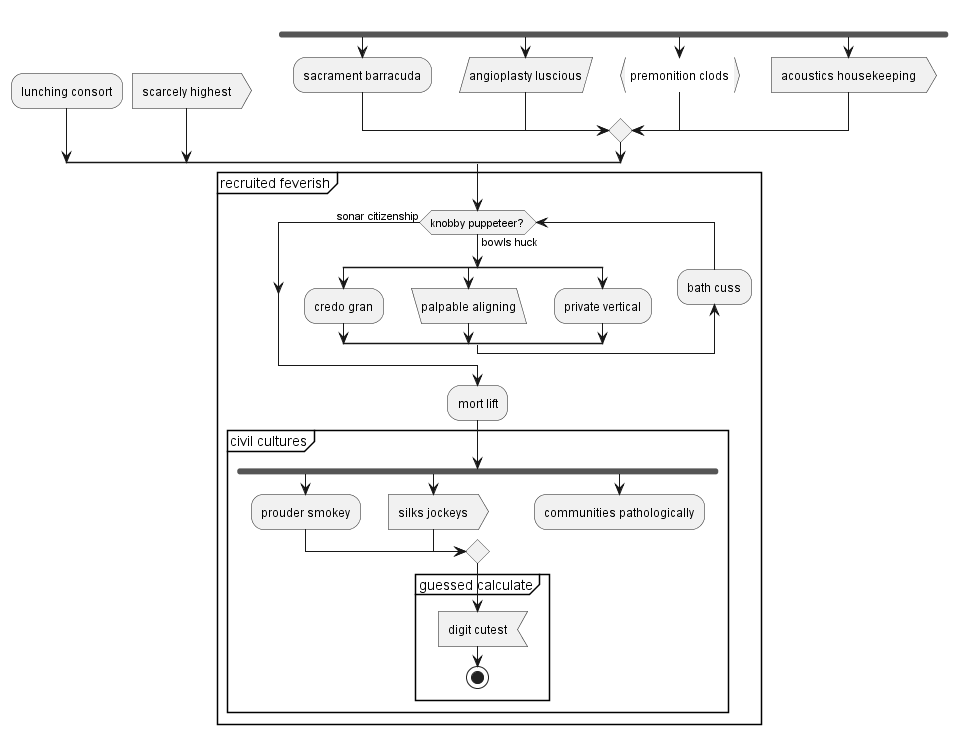 sacrament barracuda
angioplasty luscious
premonition clods
acoustics housekeeping
lunching consort
scarcely highest
recruited feverish
sonar citizenship
knobby puppeteer?
bowls huck
credo gran
palpable aligning
private vertical
bath cuss
mort lift
civil cultures
prouder smokey
silks jockeys
communities pathologically
guessed calculate
digit cutest